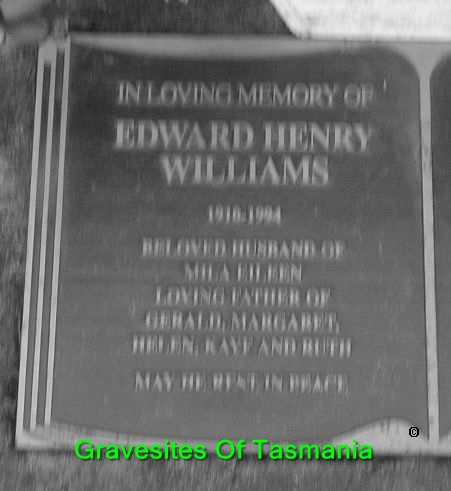 IN LOVING MEMORY OF
EDWARD HENRY
WILLIAMS
1910-1994
BELOVED HUSBAND OF
MILA EILEEN
LOVING FATHER OF
GERALD, MARGARET,
HELEN, KAYE AND RUTH
MAY HE REST IN PEACE
©
Gravesites Of Tasmania